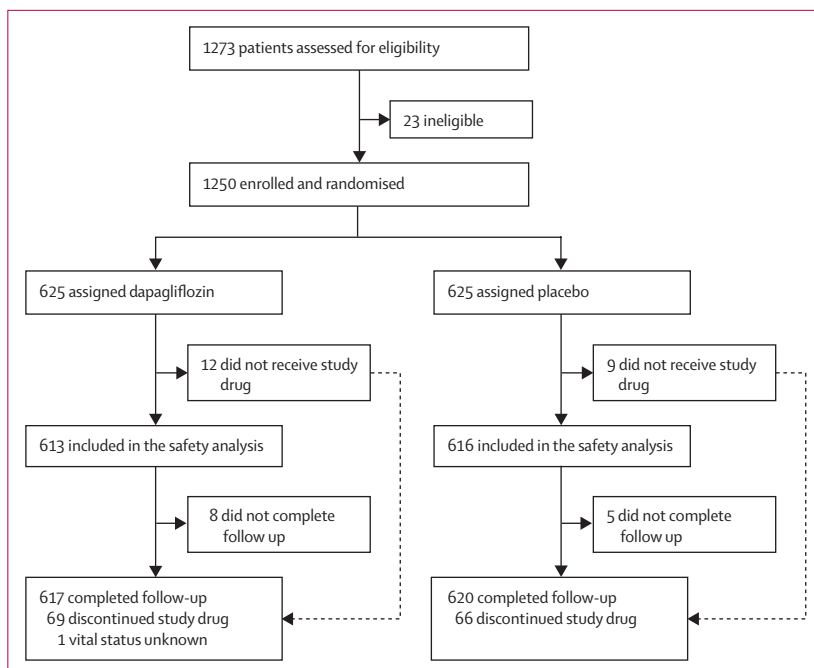 1273 patients assessed for eligibility
23 ineligible
1250 enrolled and randomised
625 assigned dapagliflozin
625 assigned placebo
12 did not receive study
drug
9 did not receive study
drug
613 included in the safety analysis
616 included in the safety analysis
8 did not complete
follow up
5 did not complete
follow up
617 completed follow-up
69 discontinued study drug
1 vital status unknown
620 completed follow-up
66 discontinued study drug